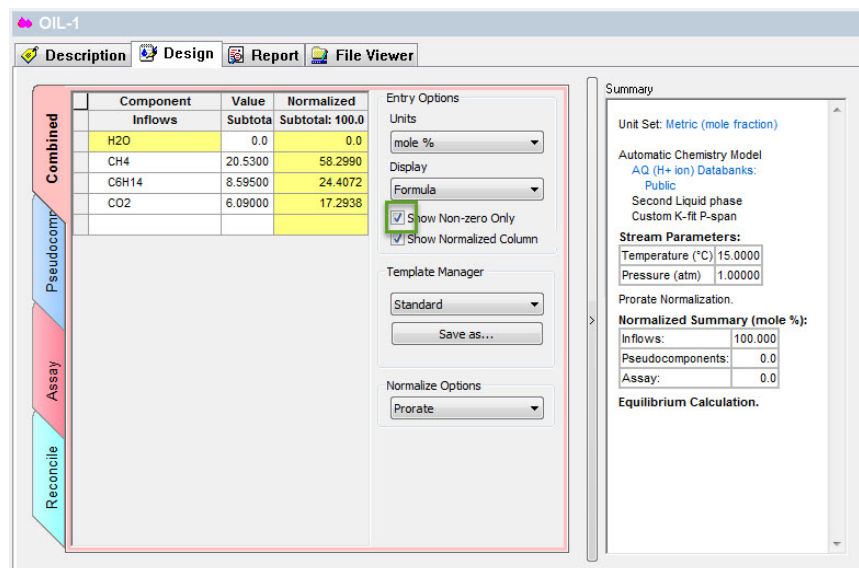 OIL-1
Description Design Report File Viewer
Combined
Pseudocomp
Assay
Reconcile
Component Value Normalized
Inflows Subtota Subtotal: 100.0
H2O 0.0 0.0
CH4 20.5300 58.2990
C6H14 8.59500 24.4072
CO2 6.09000 17.2938
Entry Options
Units
mole %
Display
Formula
Show Non-zero Only
Show Normalized Column
Template Manager
Standard
Save as...
Normalize Options
Prorate
>
Summary
Unit Set: Metric (mole fraction)
Automatic Chemistry Model
AQ (H+ ion) Databanks:
Public
Second Liquid phase
Custom K-fit P-span
Stream Parameters:
Temperature (°C) 15.0000
Pressure (atm) 1.00000
Prorate Normalization.
Normalized Summary (mole %):
Inflows: 100.000
Pseudocomponents: 0.0
Assay: 0.0
Equilibrium Calculation.